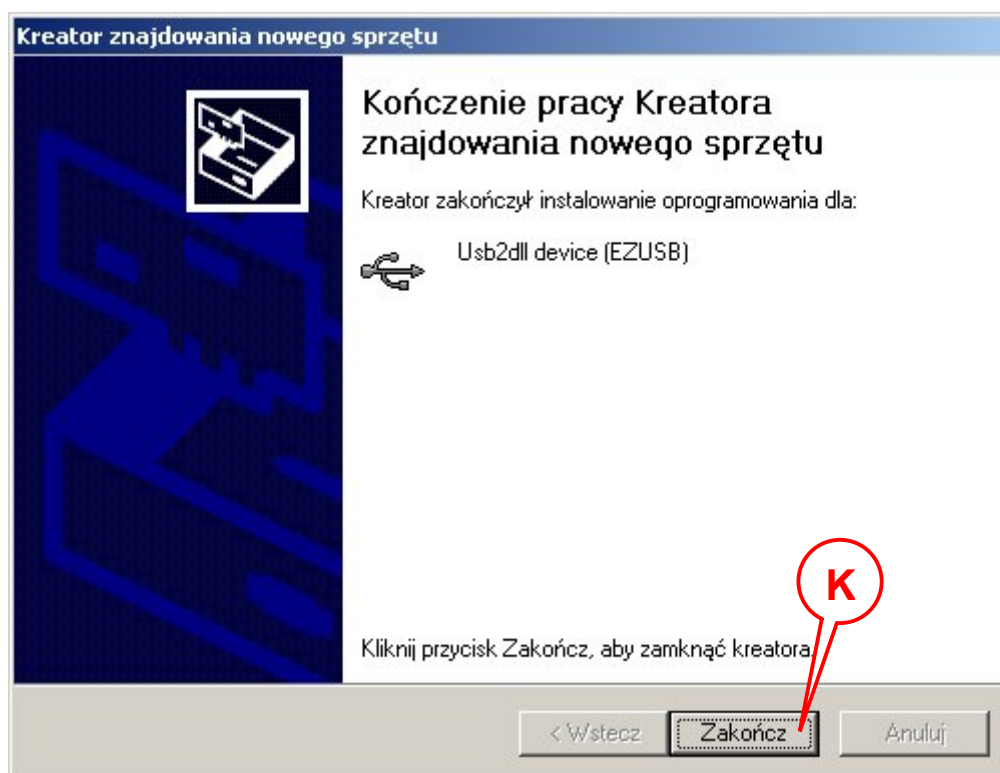 Kreator znajdowania nowego sprzętu
Kończenie pracy Kreatora
znajdowania nowego sprzętu
Kreator zakończył instalowanie oprogramowania dla:
Usb2dll device (EZUSB)
K
Kliknij przycisk Zakończ, aby zamknąć kreatora.
< Wstecz
Zakończ
Anuluj